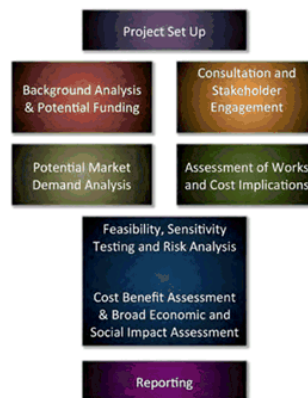 Project Set Up
Background Analysis
& Potential Funding
Consultation and
Stakeholder
Engagement
Potential Market
Demand Analysis
Assessment of Works
and Cost Implications
Feasibility, Sensitivity
Testing and Risk Analysis
Cost Benefit Assessment
& Broad Economic and
Social Impact Assessment
Reporting